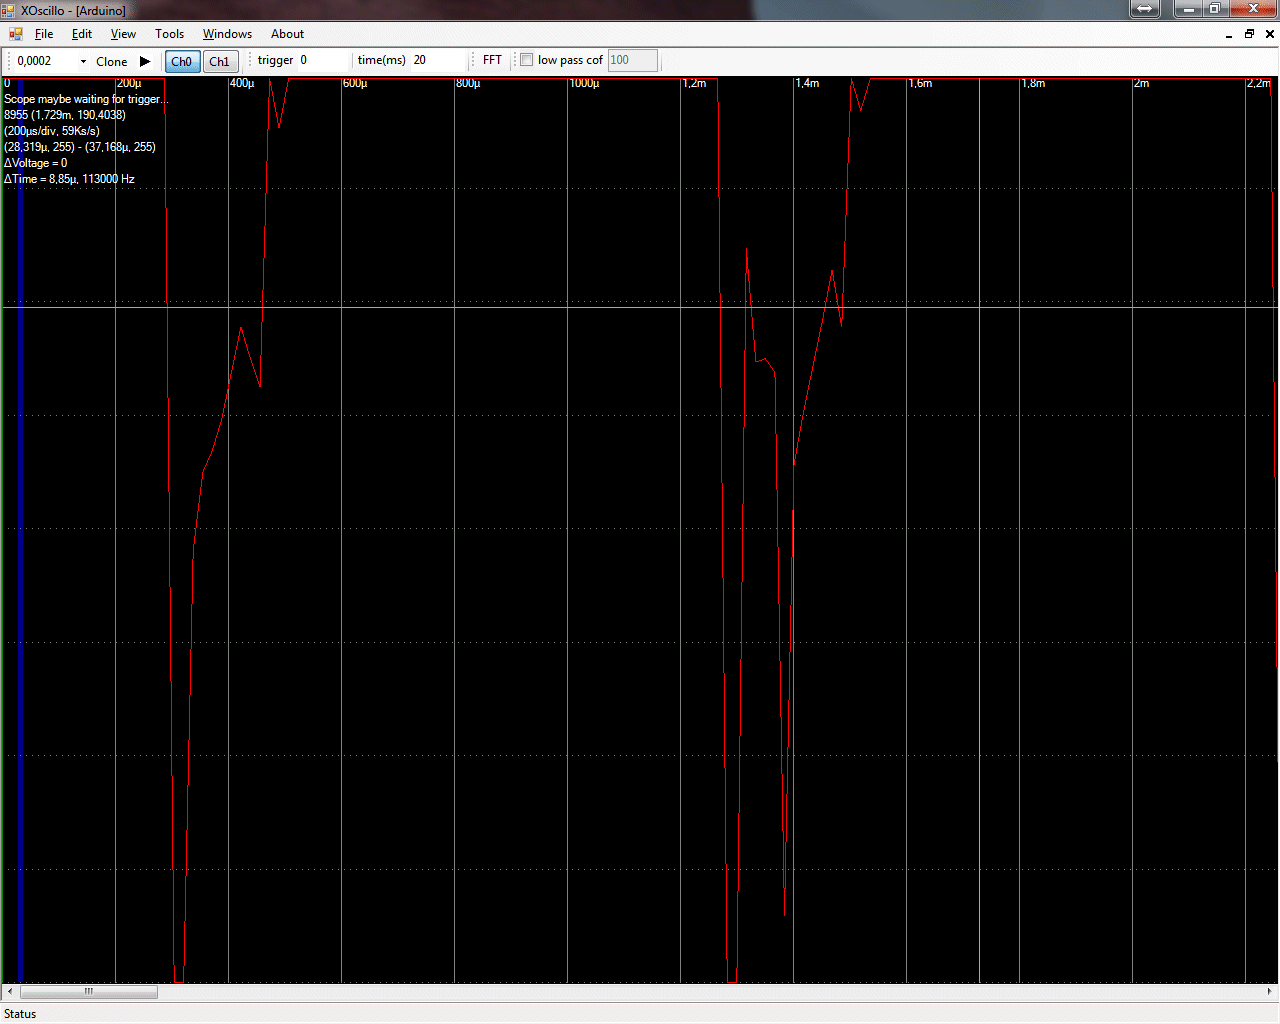 XOscillo - [Arduino]
File Edit View Tools Windows About
0,0002 Clone Ch0 Ch1 trigger 0 time(ms) 20 FFT low pass cof 100
0 200µ 400µ 600µ 800µ 1000µ 1,2m 1,4m 1,6m 1,8m 2m 2,2m
Scope maybe waiting for trigger...
8955 (1,729m, 190,4038)
(200µs/div, 59Ks/s)
(28,319µ, 255) - (37,168µ, 255)
ΔVoltage = 0
ΔTime = 8,85µ, 113000 Hz
Status